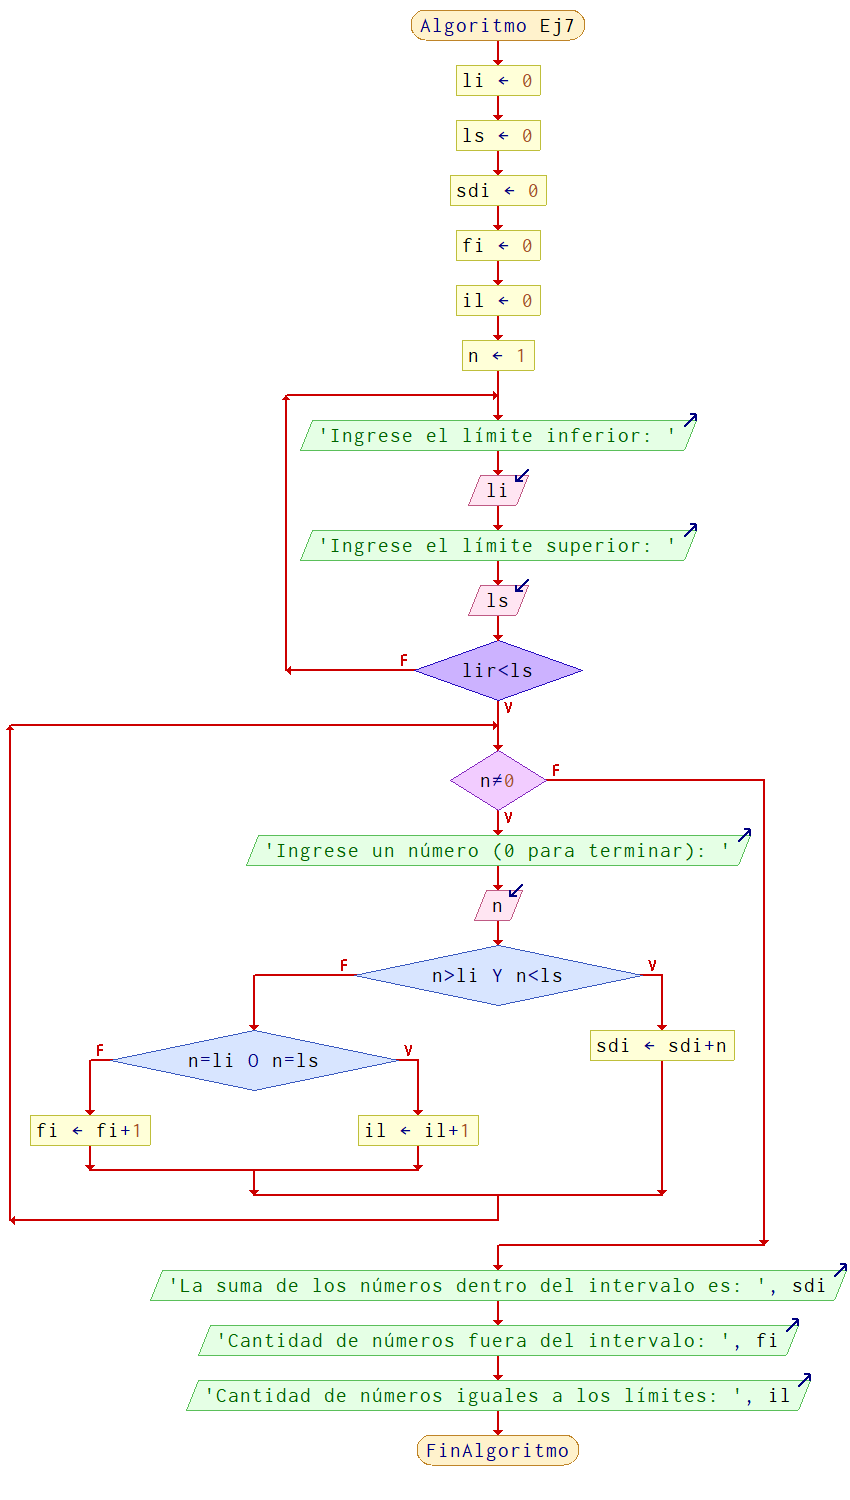 Algoritmo Ej7
li ← 0
ls ← 0
sdi ← 0
fi ← 0
il ← 0
n ← 1
'Ingrese el límite inferior: '
li
'Ingrese el límite superior: '
ls
F
lir<ls
V
n≠0
F
V
'Ingrese un número (0 para terminar): '
n
F
n>li Y n<ls
V
F
n=li O n=ls
V
sdi ← sdi+n
fi ← fi+1
il ← il+1
'La suma de los números dentro del intervalo es: ', sdi
'Cantidad de números fuera del intervalo: ', fi
'Cantidad de números iguales a los límites: ', il
FinAlgoritmo